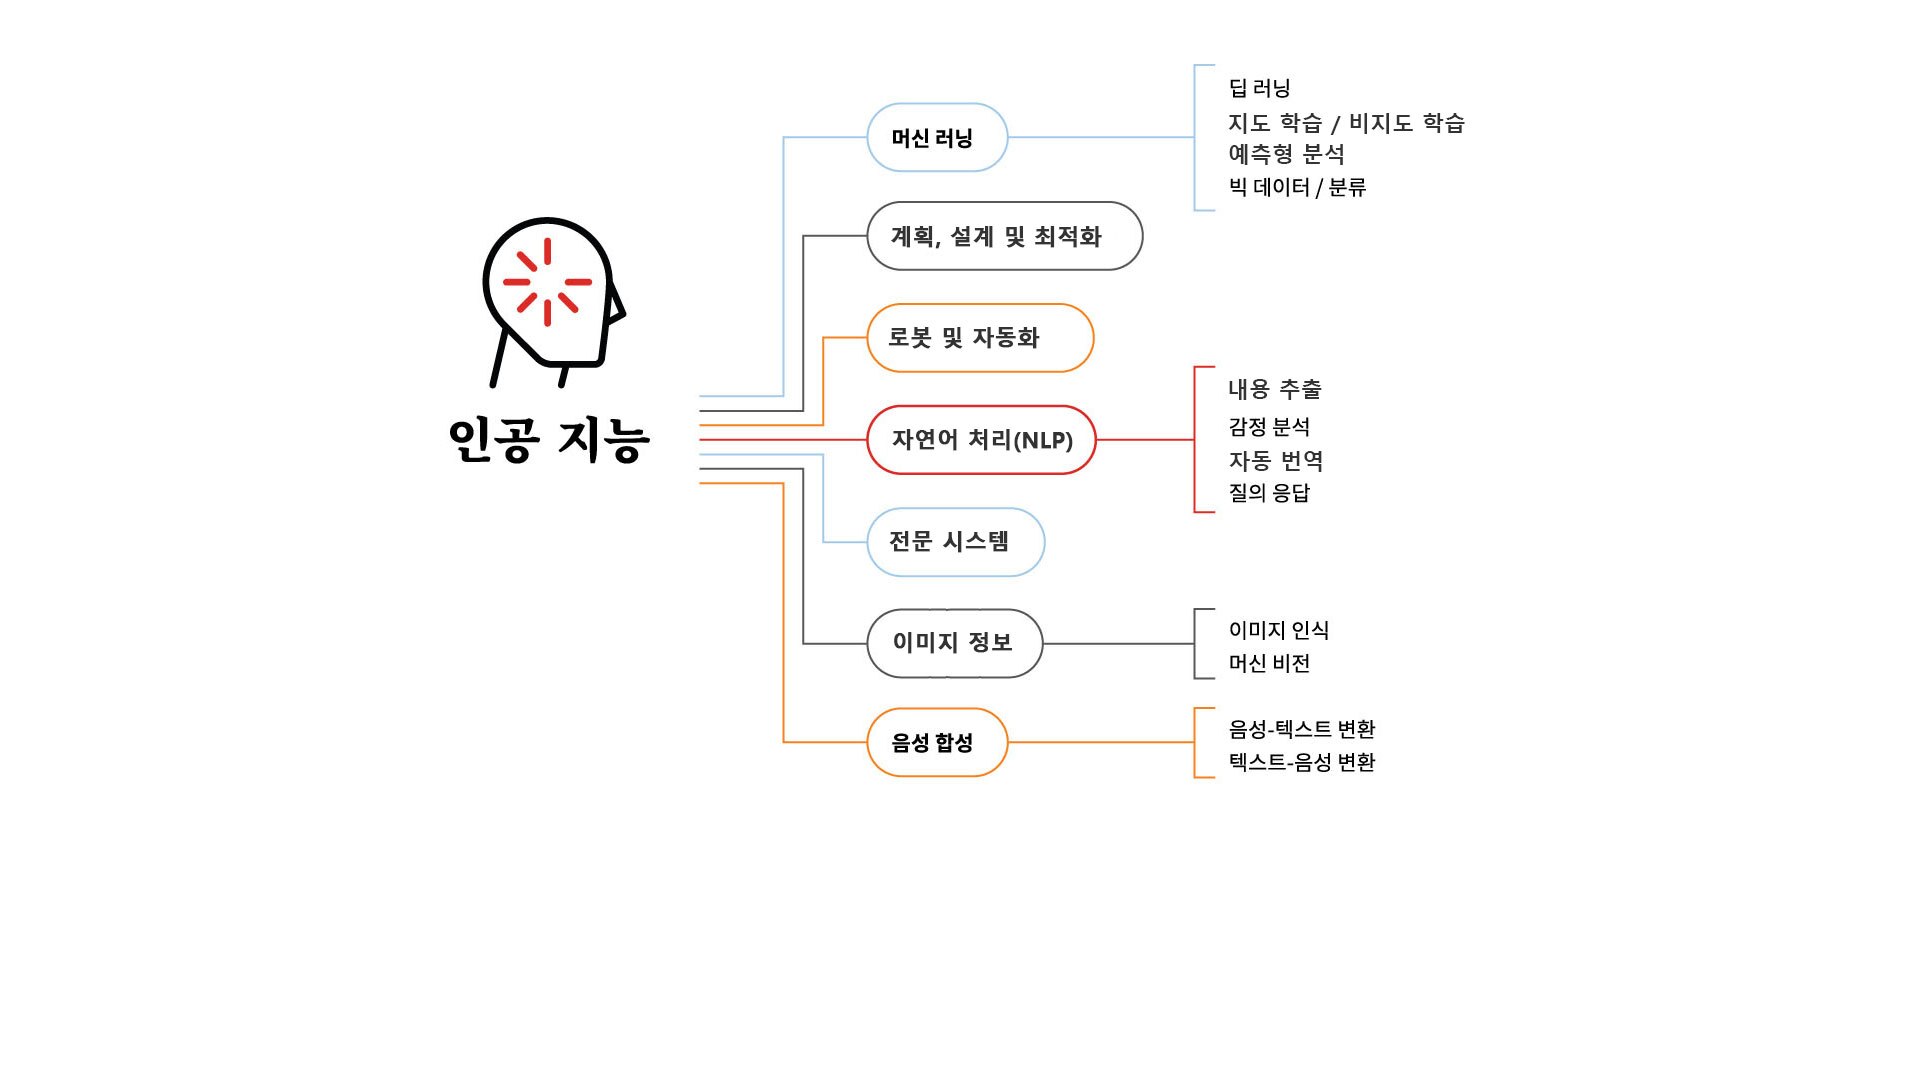 인공 지능
머신 러닝
딥 러닝
지도 학습 / 비지도 학습
예측형 분석
빅 데이터 / 분류
계획, 설계 및 최적화
로봇 및 자동화
자연어 처리(NLP)
내용 추출
감정 분석
자동 번역
질의 응답
전문 시스템
이미지 정보
이미지 인식
머신 비전
음성 합성
음성-텍스트 변환
텍스트-음성 변환